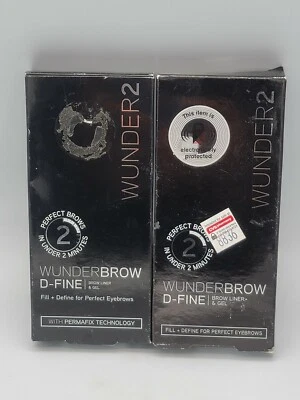 WUNDER2
PERFECT BROWS
2
IN UNDER 2 MINUTES
WUNDERBROW
D-FINE
BROW LINER
& GEL
Fill + Define for Perfect Eyebrows
WITH PERMAFIX TECHNOLOGY
WUNDER2
This item is
electronically
protected
PERFECT BROWS
2
IN UNDER 2 MINUTES
WUNDERBROW
D-FINE
BROW LINER+
& GEL
FILL + DEFINE FOR PERFECT EYEBROWS